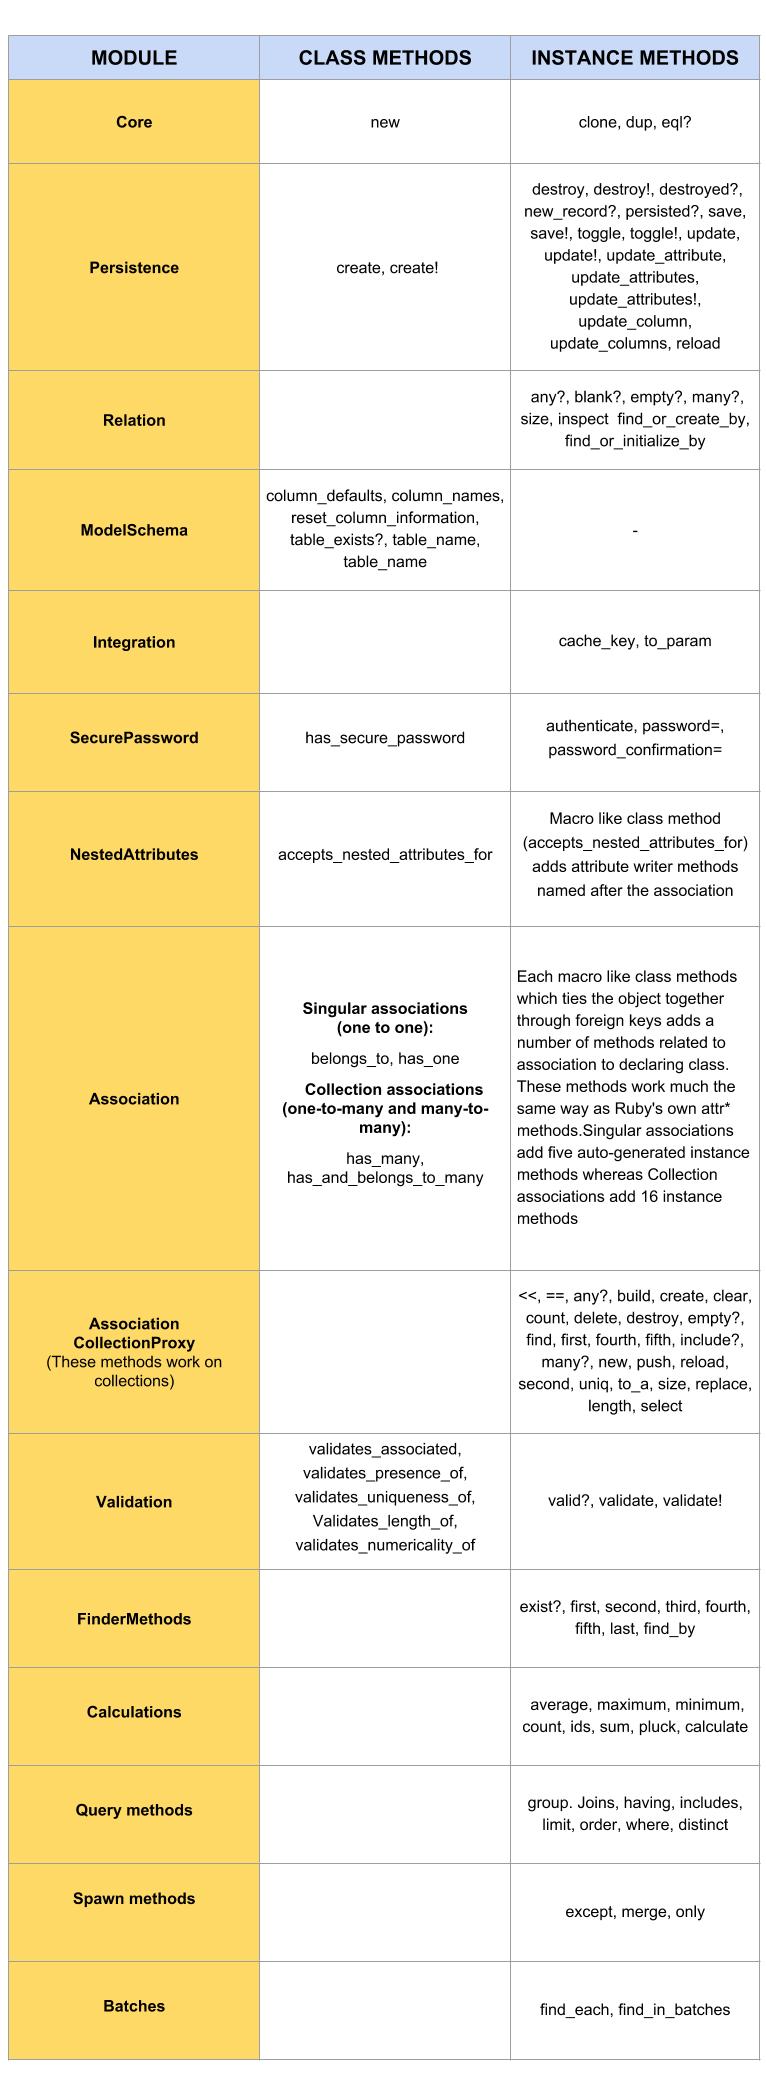 MODULE
CLASS METHODS
INSTANCE METHODS
Core
new
clone, dup, eql?
Persistence
create, create!
destroy, destroy!, destroyed?,
new_record?, persisted?, save,
save!, toggle, toggle!, update,
update!, update_attribute,
update_attributes,
update_attributes!,
update_column,
update_columns, reload
Relation
any?, blank?, empty?, many?,
size, inspect  find_or_create_by,
find_or_initialize_by
ModelSchema
column_defaults, column_names,
reset_column_information,
table_exists?, table_name,
table_name
-
Integration
cache_key, to_param
SecurePassword
has_secure_password
authenticate, password=,
password_confirmation=
NestedAttributes
accepts_nested_attributes_for
Macro like class method
(accepts_nested_attributes_for)
adds attribute writer methods
named after the association
Association
Singular associations
(one to one):
belongs_to, has_one
Collection associations
(one-to-many and many-to-
many):
has_many,
has_and_belongs_to_many
Each macro like class methods
which ties the object together
through foreign keys adds a
number of methods related to
association to declaring class.
These methods work much the
same way as Ruby's own attr*
methods.Singular associations
add five auto-generated instance
methods whereas Collection
associations add 16 instance
methods
Association
CollectionProxy
(These methods work on
collections)
<<, ==, any?, build, create, clear,
count, delete, destroy, empty?,
find, first, fourth, fifth, include?,
many?, new, push, reload,
second, uniq, to_a, size, replace,
length, select
Validation
validates_associated,
validates_presence_of,
validates_uniqueness_of,
Validates_length_of,
validates_numericality_of
valid?, validate, validate!
FinderMethods
exist?, first, second, third, fourth,
fifth, last, find_by
Calculations
average, maximum, minimum,
count, ids, sum, pluck, calculate
Query methods
group. Joins, having, includes,
limit, order, where, distinct
Spawn methods
except, merge, only
Batches
find_each, find_in_batches